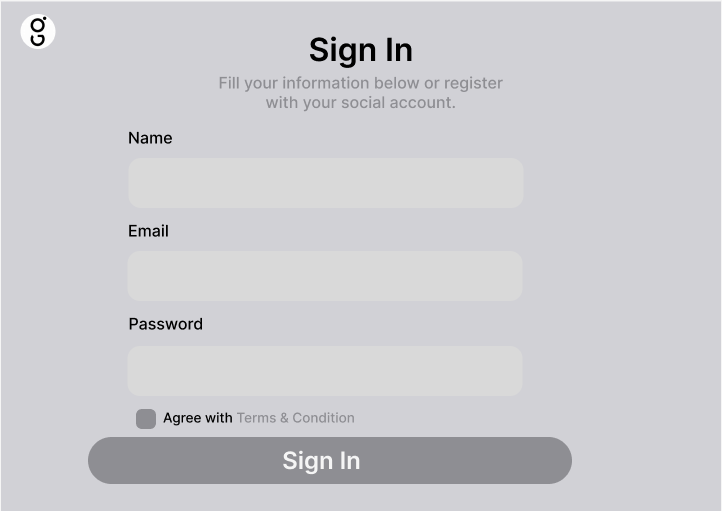 Sign In
Fill your information below or register
with your social account.
Name
Email
Password
Agree with Terms & Condition
Sign In